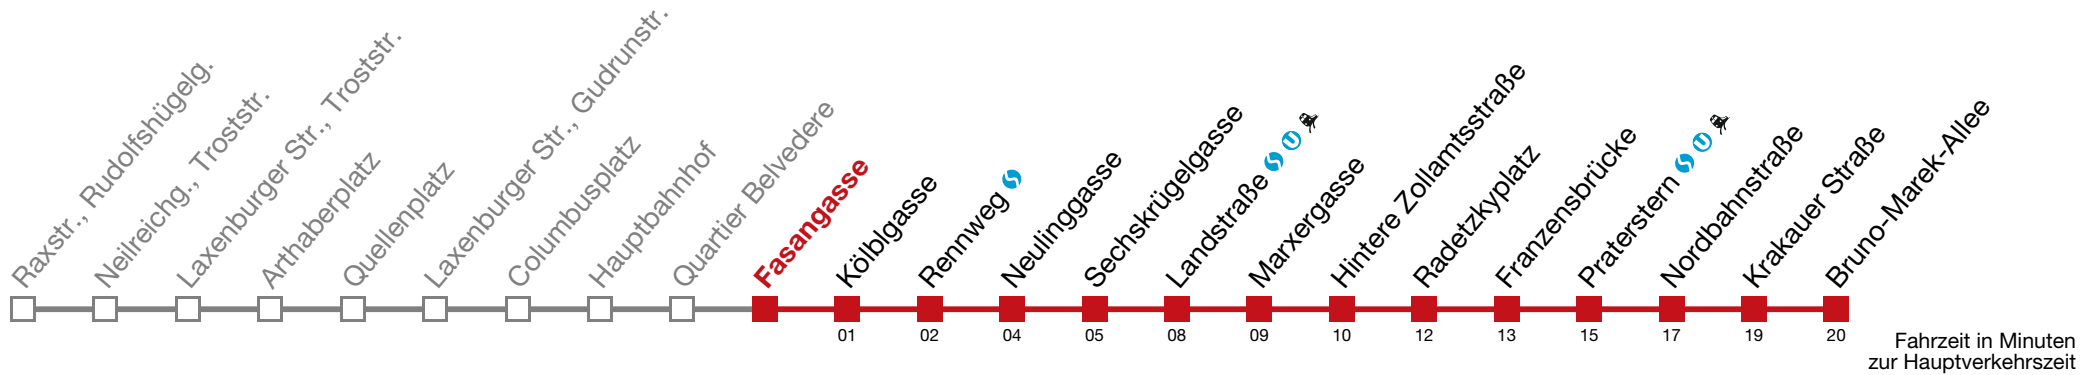 Raxstr., Rudolfshügelg.
Neilreichg., Troststr.
Laxenburger Str., Troststr.
Arthaberplatz
Quellenplatz
Laxenburger Str., Gudrunstr.
Columbusplatz
Hauptbahnhof
Quartier Belvedere
Fasangasse
Kölblgasse
Rennweg
Neulinggasse
Sechskrügelgasse
Landstraße U
Marxergasse
Hintere Zollamtsstraße
Radetzkyplatz
Franzensbrücke
Praterstern U
Nordbahnstraße
Krakauer Straße
Bruno-Marek-Allee
01 02 04 05 08 09 10 12 13 15 17 19 20
Fahrzeit in Minuten
zur Hauptverkehrszeit